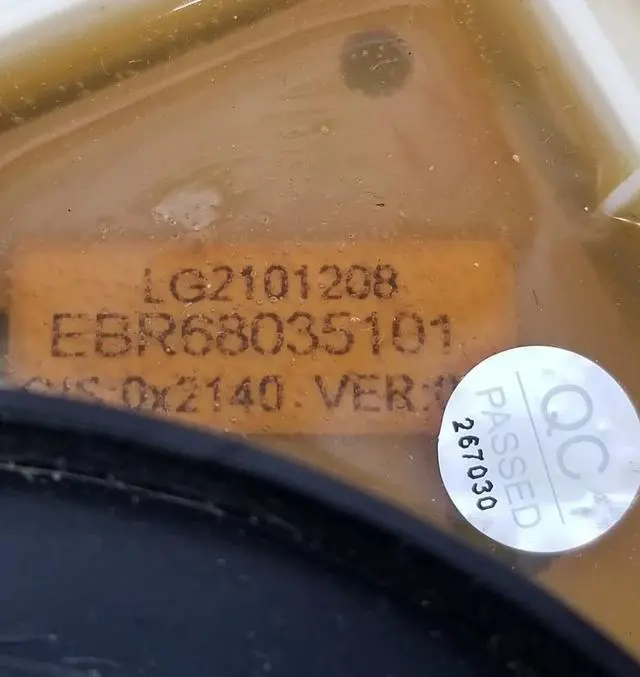 LG2101208
EBR68035101
0x2140 VER:
QC
PASSED
267030